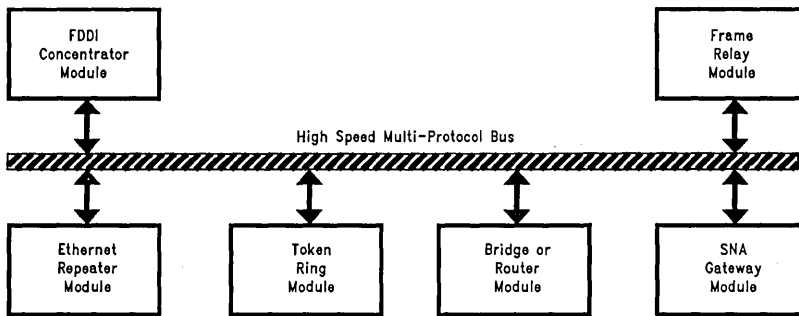 FDDI
Concentrator
Module
Frame
Relay
Module
High Speed Multi-Protocol Bus
Ethernet
Repeater
Module
Token
Ring
Module
Bridge or
Router
Module
SNA
Gateway
Module